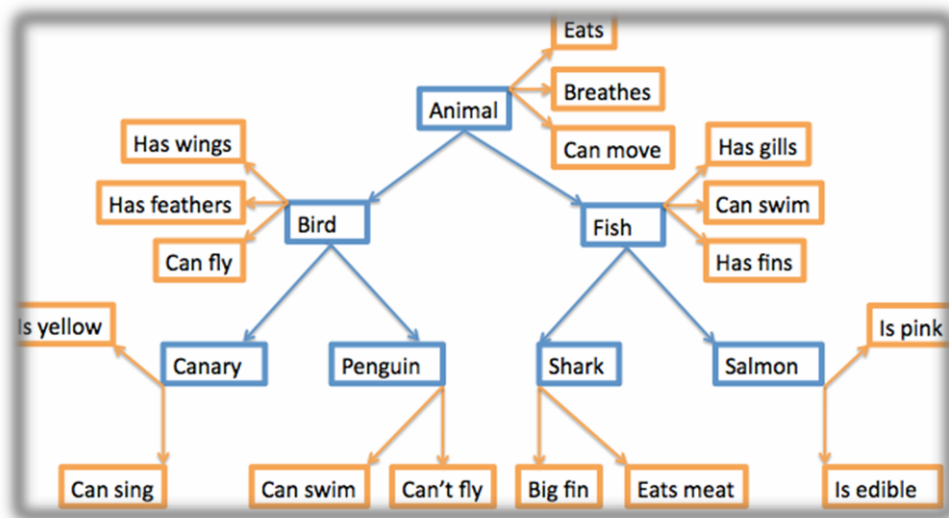 Eats
Breathes
Animal
Can move
Has wings
Has gills
Has feathers
Can swim
Bird
Fish
Can fly
Has fins
Is yellow
Is pink
Canary
Penguin
Shark
Salmon
Can sing
Can swim
Can't fly
Big fin
Eats meat
Is edible